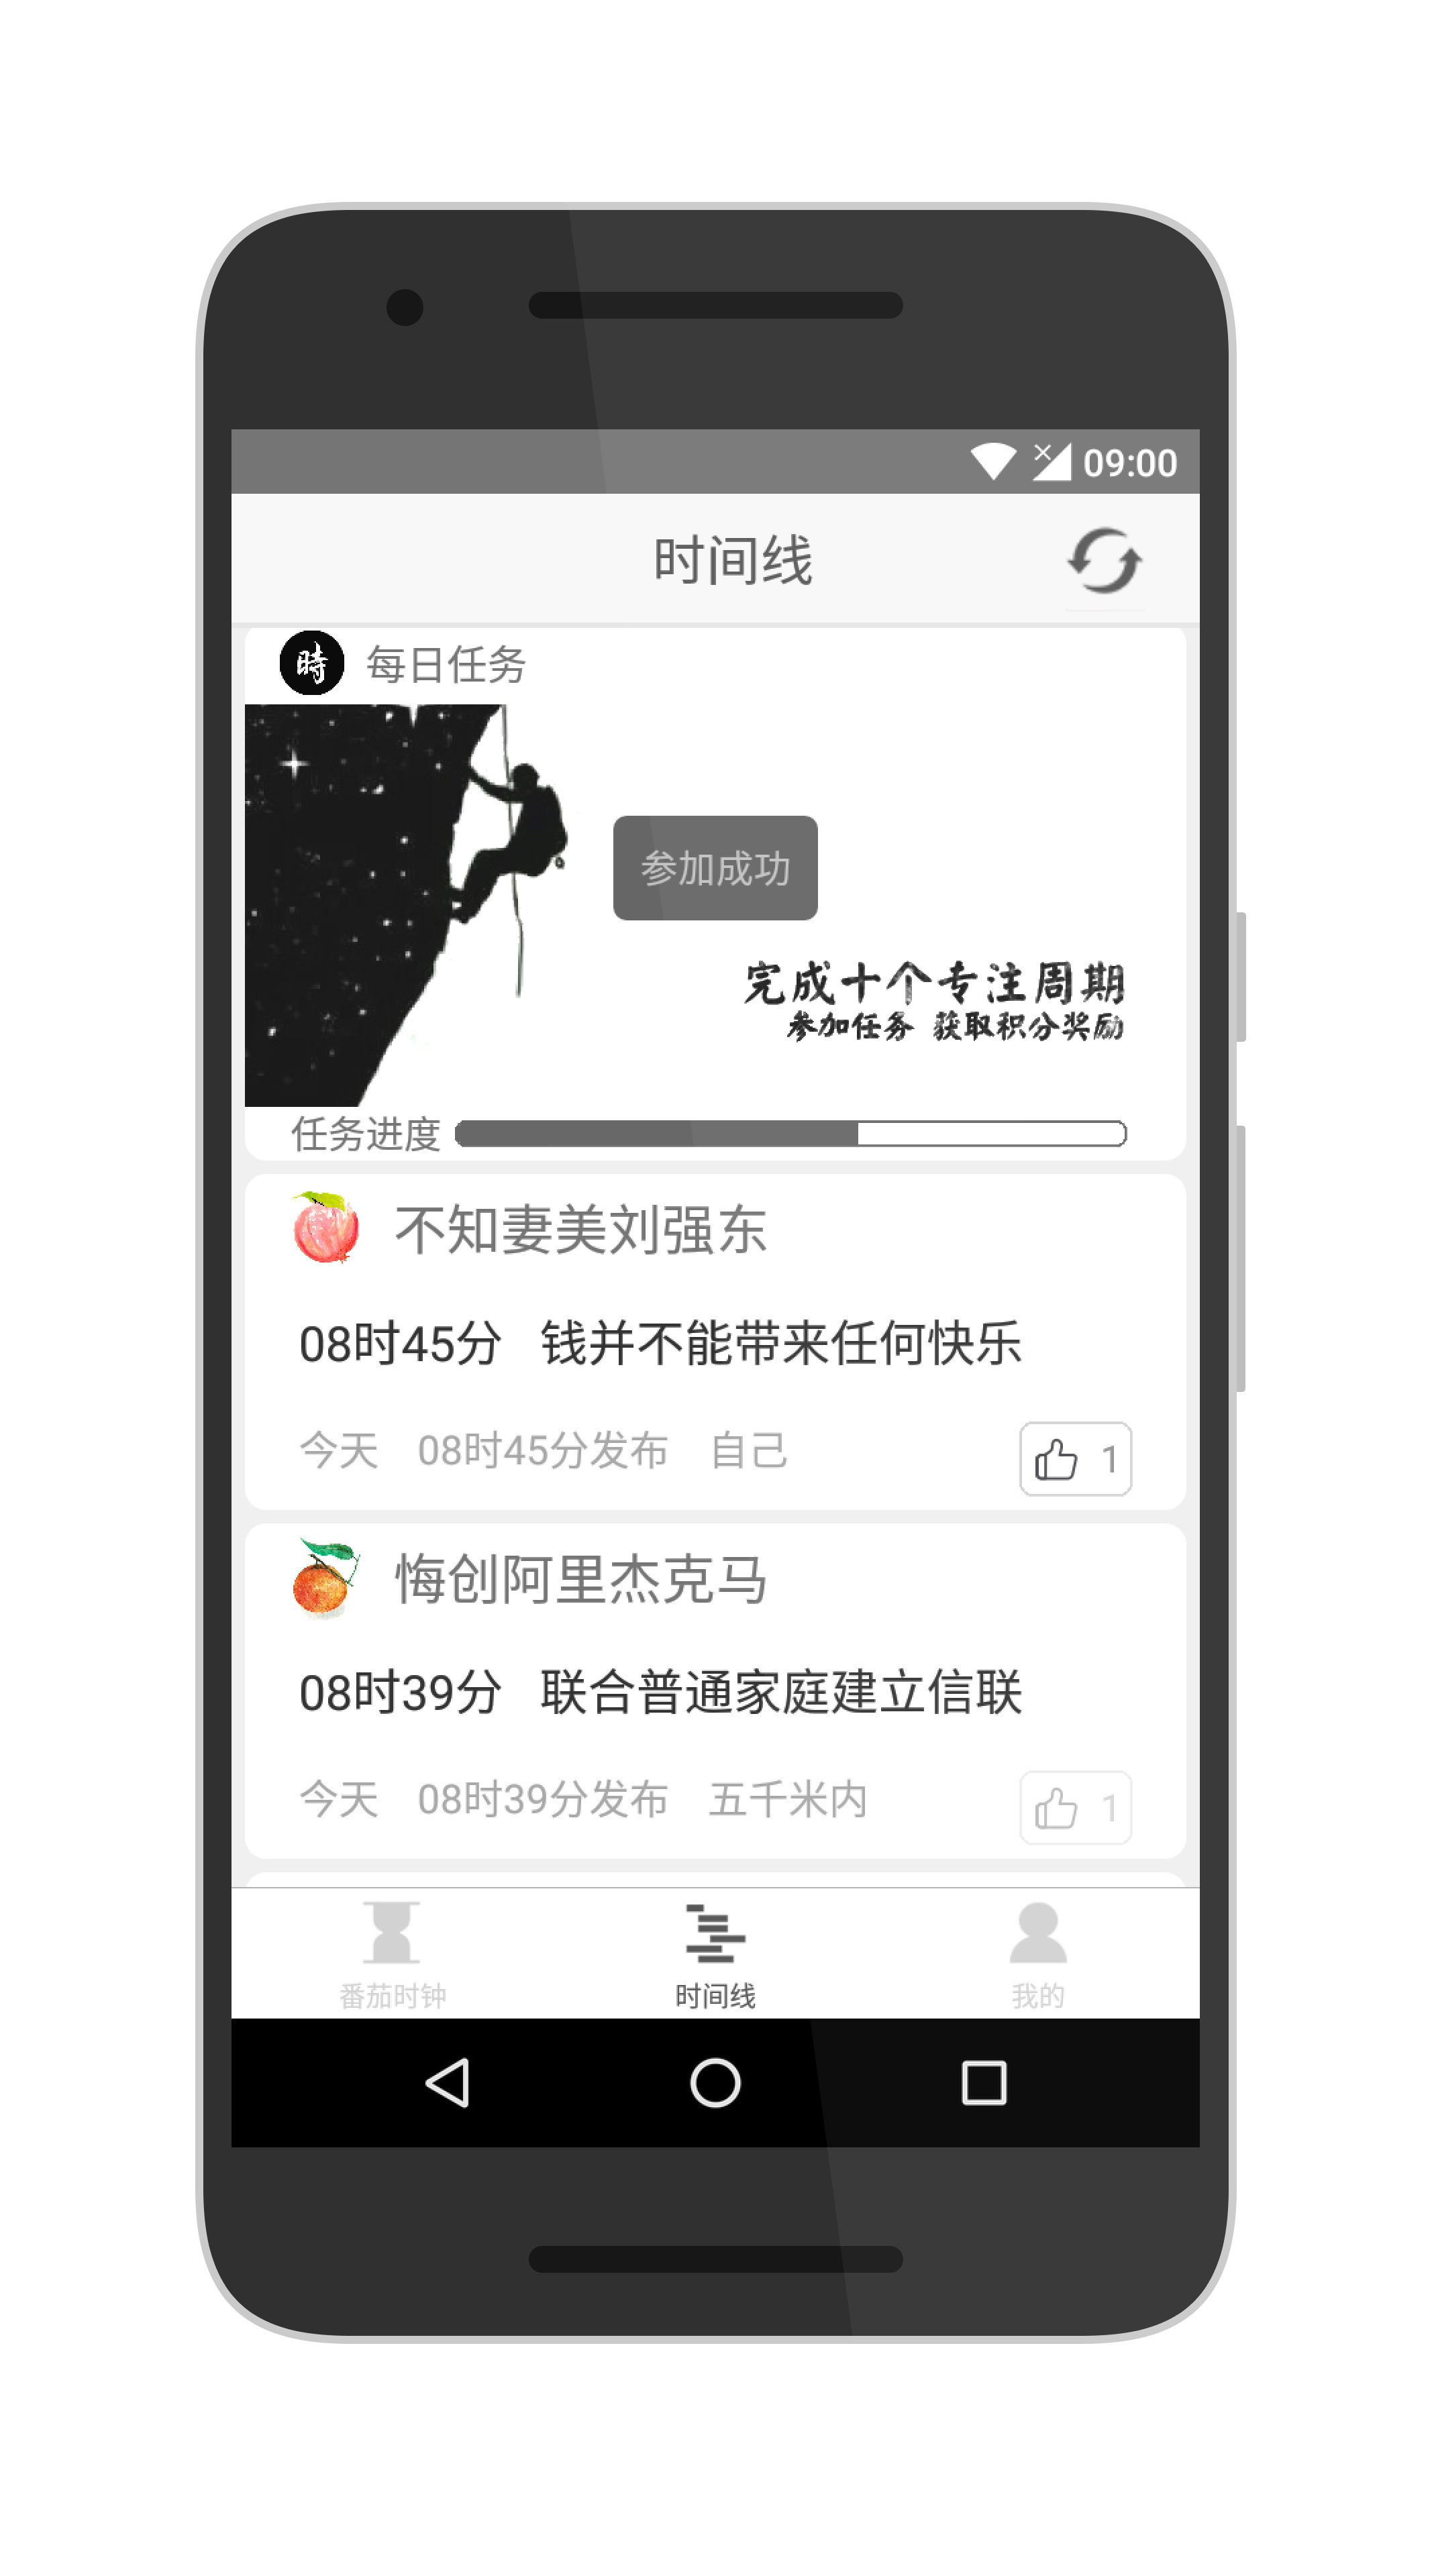 09:00
时间线
時 每日任务
参加成功
完成十个专注周期
参加任务 获取积分奖励
任务进度
不知妻美刘强东
08时45分 钱并不能带来任何快乐
今天 08时45分发布 自己 1
悔创阿里杰克马
08时39分 联合普通家庭建立信联
今天 08时39分发布 五千米内 1
番茄时钟 时间线 我的